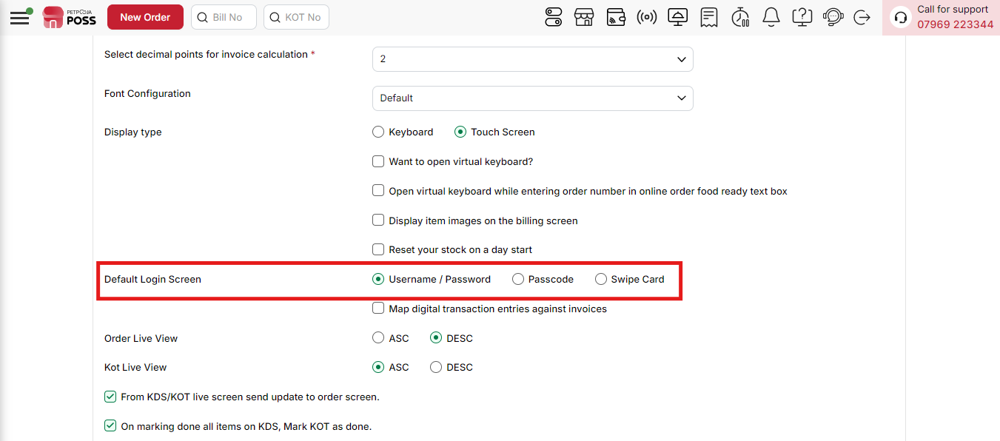 PETPOOJA
POSS
New Order
Bill No
KOT No
Call for support
07969 223344
Select decimal points for invoice calculation *
2
Font Configuration
Default
Display type
Keyboard
Touch Screen
Want to open virtual keyboard?
Open virtual keyboard while entering order number in online order food ready text box
Display item images on the billing screen
Reset your stock on a day start
Default Login Screen
Username / Password
Passcode
Swipe Card
Map digital transaction entries against invoices
Order Live View
ASC
DESC
Kot Live View
ASC
DESC
From KDS/KOT live screen send update to order screen.
On marking done all items on KDS, Mark KOT as done.